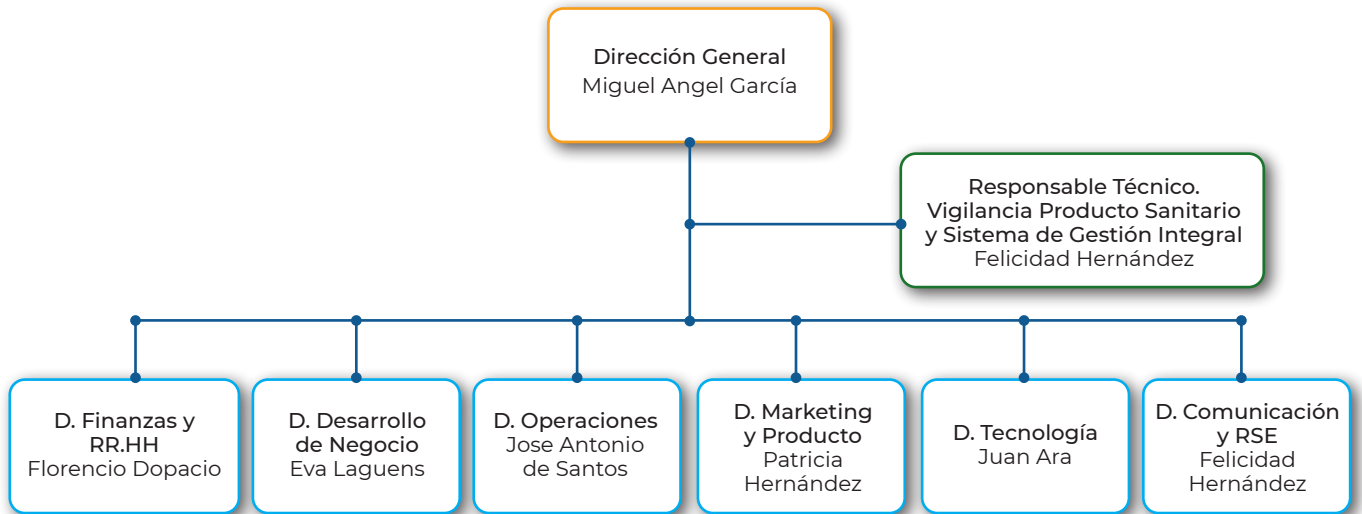 Dirección General
Miguel Angel García
Responsable Técnico.
Vigilancia Producto Sanitario
y Sistema de Gestión Integral
Felicidad Hernández
D. Finanzas y
RR.HH
Florencio Dopacio
D. Desarrollo
de Negocio
Eva Laguens
D. Operaciones
Jose Antonio
de Santos
D. Marketing
y Producto
Patricia
Hernández
D. Tecnología
Juan Ara
D. Comunicación
y RSE
Felicidad
Hernández